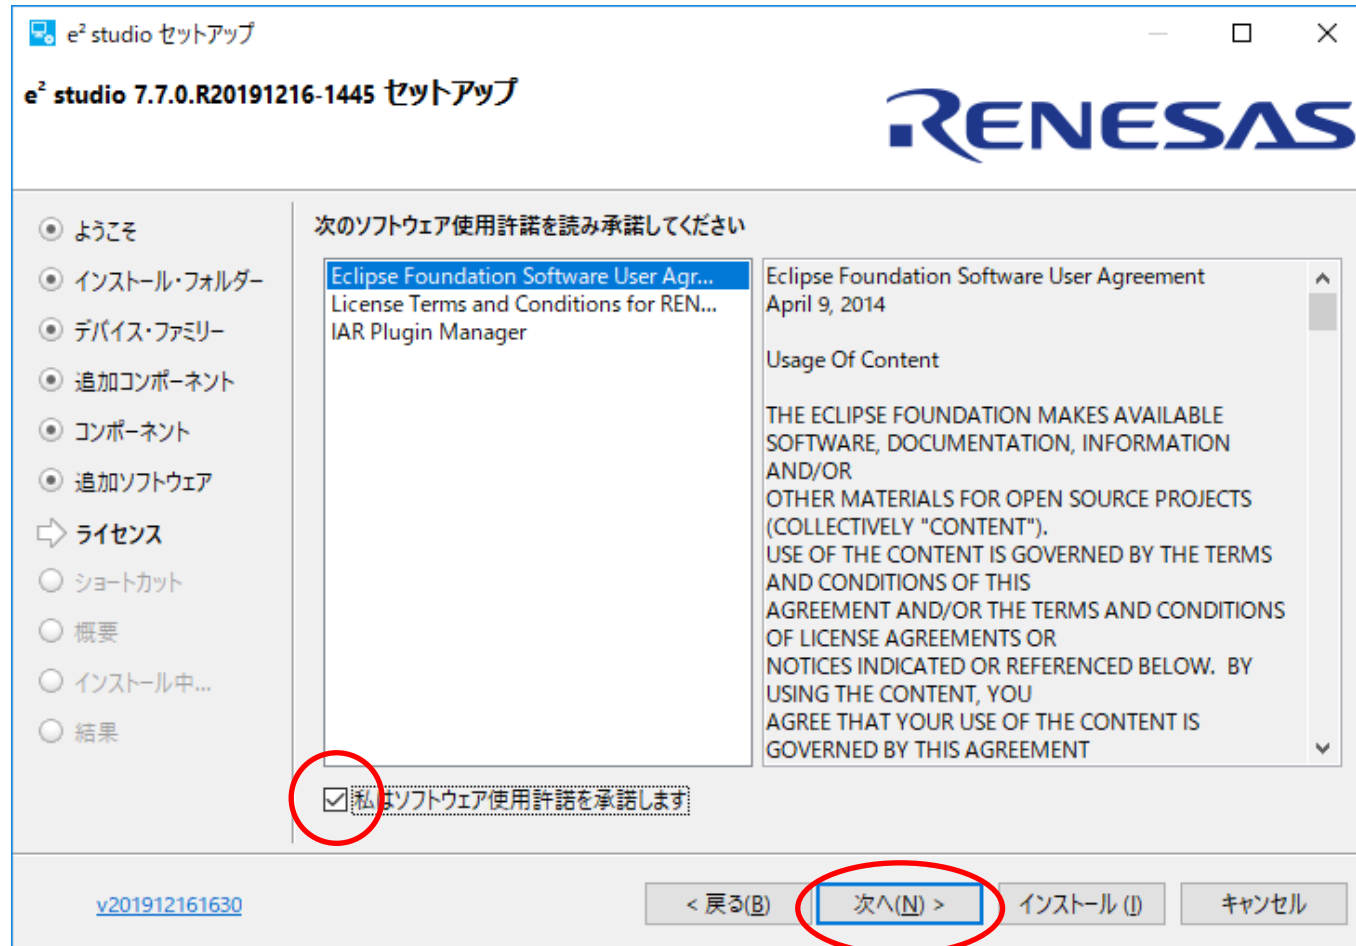 e² studio セットアップ
e² studio 7.7.0.R20191216-1445 セットアップ
RENESAS
ようこそ
インストール・フォルダー
デバイス・ファミリー
追加コンポーネント
コンポーネント
追加ソフトウェア
ライセンス
ショートカット
概要
インストール中...
結果
次のソフトウェア使用許諾を読み承諾してください
Eclipse Foundation Software User Agr...
License Terms and Conditions for REN...
IAR Plugin Manager
Eclipse Foundation Software User Agreement
April 9, 2014
Usage Of Content
THE ECLIPSE FOUNDATION MAKES AVAILABLE
SOFTWARE, DOCUMENTATION, INFORMATION
AND/OR
OTHER MATERIALS FOR OPEN SOURCE PROJECTS
(COLLECTIVELY "CONTENT").
USE OF THE CONTENT IS GOVERNED BY THE TERMS
AND CONDITIONS OF THIS
AGREEMENT AND/OR THE TERMS AND CONDITIONS
OF LICENSE AGREEMENTS OR
NOTICES INDICATED OR REFERENCED BELOW.  BY
USING THE CONTENT, YOU
AGREE THAT YOUR USE OF THE CONTENT IS
GOVERNED BY THIS AGREEMENT
私はソフトウェア使用許諾を承諾します
v201912161630
< 戻る(B)
次へ(N) >
インストール (I)
キャンセル